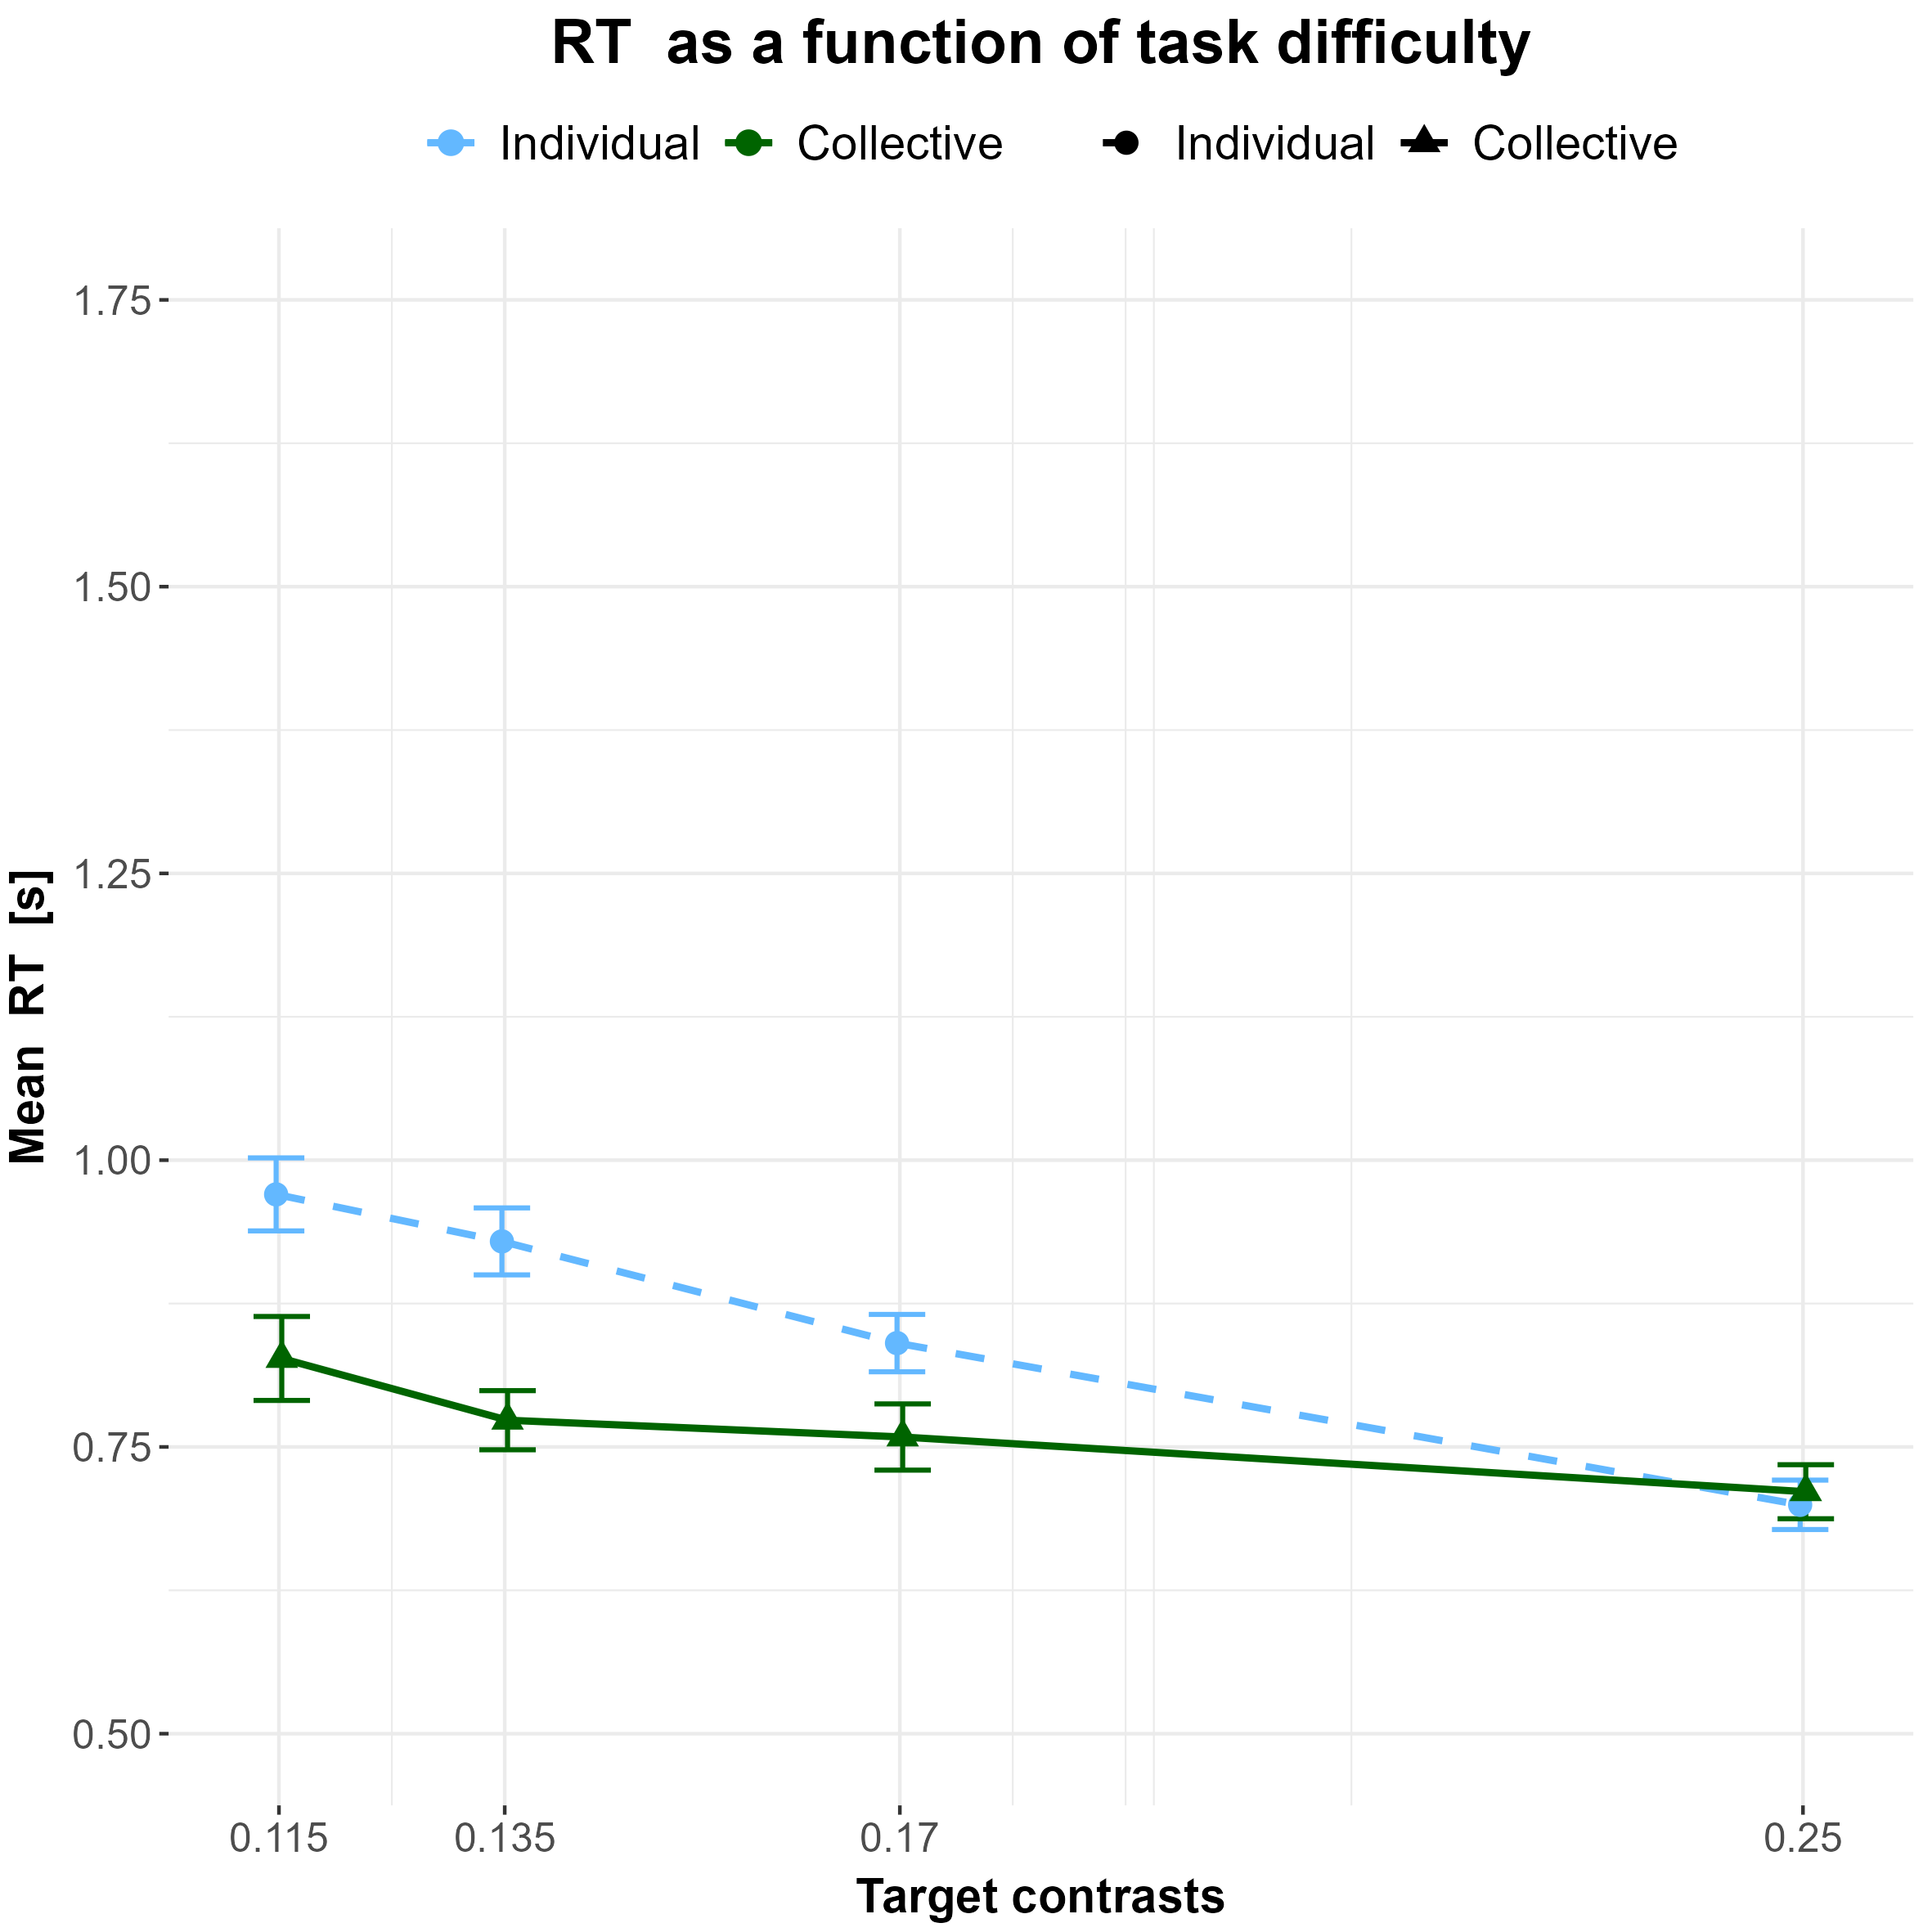 RT  as a function of task difficulty
Individual Collective Individual Collective
1.75
1.50
1.25
1.00
0.75
0.50
Mean  RT  [s]
0.115 0.135 0.17 0.25
Target contrasts